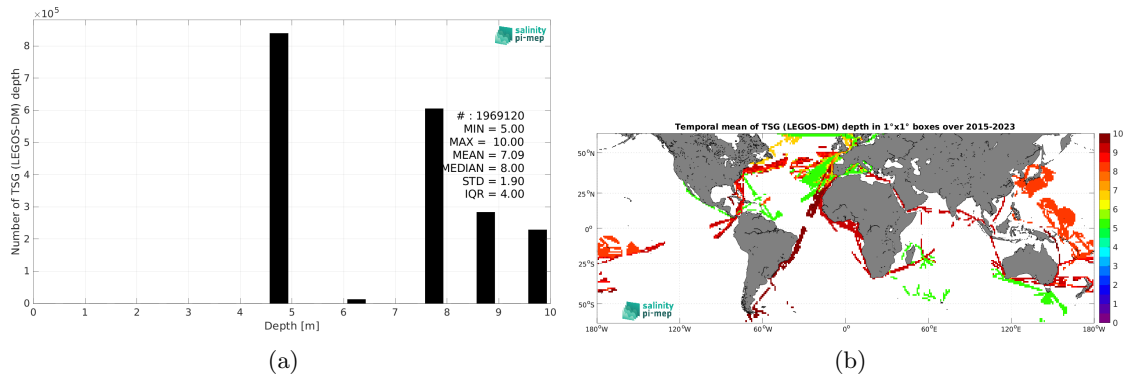 ×10⁵
salinity
pi-mep
8
7
6
5
4
3
2
1
0
Number of TSG (LEGOS-DM) depth
# : 1969120
MIN = 5.00
MAX = 10.00
MEAN = 7.09
MEDIAN = 8.00
STD = 1.90
IQR = 4.00
0 1 2 3 4 5 6 7 8 9 10
Depth [m]
(a)
Temporal mean of TSG (LEGOS-DM) depth in 1°x1° boxes over 2015-2023
50°N
25°N
0°
25°S
50°S
salinity
pi-mep
180°W 120°W 60°W 0° 60°E 120°E 180°W
10
9
8
7
6
5
4
3
2
1
0
(b)